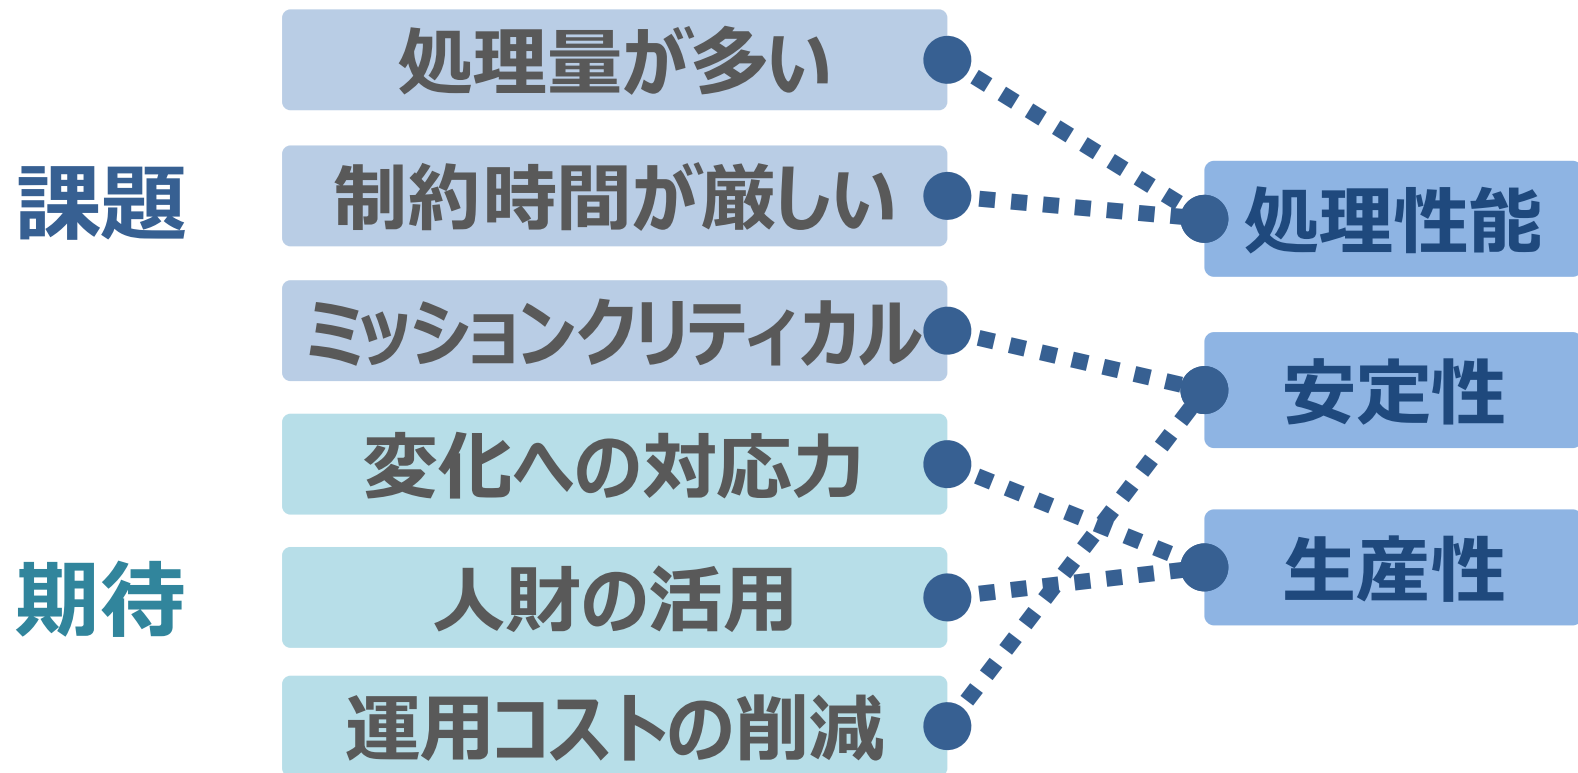 課題
処理量が多い
制約時間が厳しい
ミッションクリティカル
期待
変化への対応力
人財の活用
運用コストの削減
処理性能
安定性
生産性